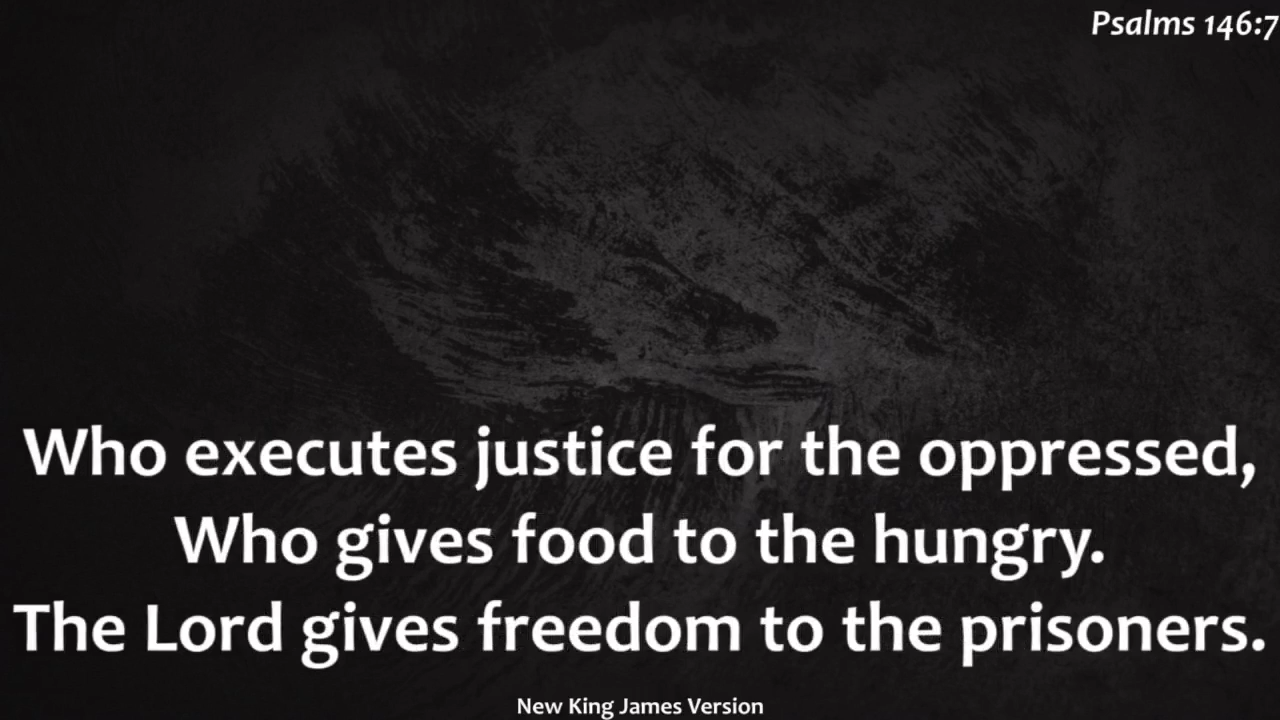 Psalms 146:7
Who executes justice for the oppressed,
Who gives food to the hungry.
The Lord gives freedom to the prisoners.
New King James Version